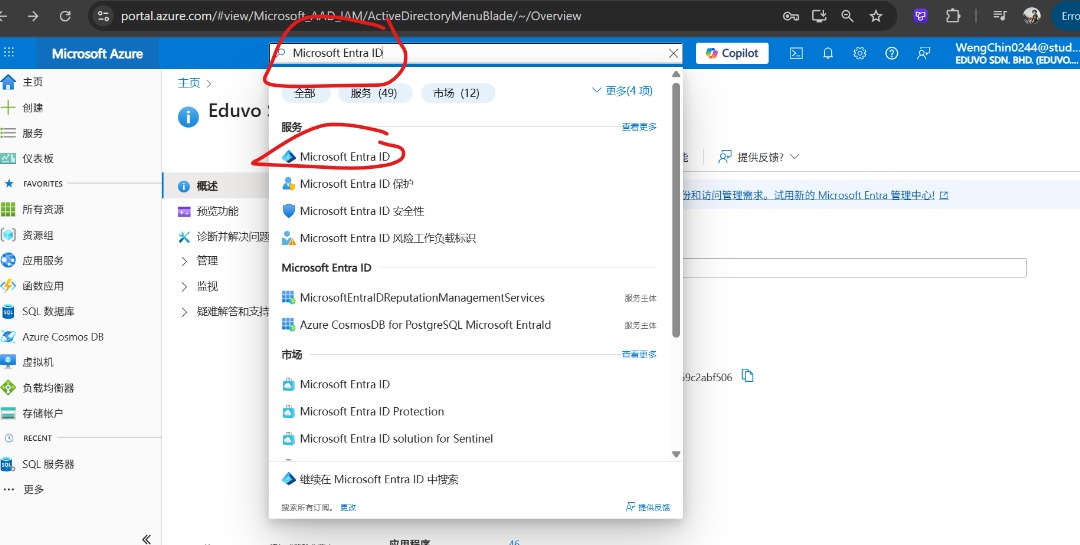 portal.azure.com/#view/Microsoft_AAD_IAM/ActiveDirectoryMenuBlade/~/Overview
Erro
Microsoft Azure
Microsoft Entra ID
Copilot
WengChin0244@stud...
EDUVO SDN. BHD. (EDUVO....
主页
创建
服务
仪表板
FAVORITES
所有资源
资源组
应用服务
函数应用
SQL 数据库
Azure Cosmos DB
虚拟机
负载均衡器
存储帐户
RECENT
SQL 服务器
更多
主页
Eduvo
概述
预览功能
诊断并解决问题
管理
监视
疑难解答和支持
全部
服务 (49)
市场 (12)
更多(4 项)
服务
查看更多
Microsoft Entra ID
Microsoft Entra ID 保护
Microsoft Entra ID 安全性
Microsoft Entra ID 风险工作负载标识
Microsoft Entra ID
MicrosoftEntraIDReputationManagementServices
服务主体
Azure CosmosDB for PostgreSQL Microsoft EntraId
服务主体
市场
查看更多
Microsoft Entra ID
Microsoft Entra ID Protection
Microsoft Entra ID solution for Sentinel
继续在 Microsoft Entra ID 中搜索
搜索所有订阅。 更改
提供反馈
提供反馈?
份和访问管理需求。试用新的 Microsoft Entra 管理中心!
59c2abf506
应用程序
46